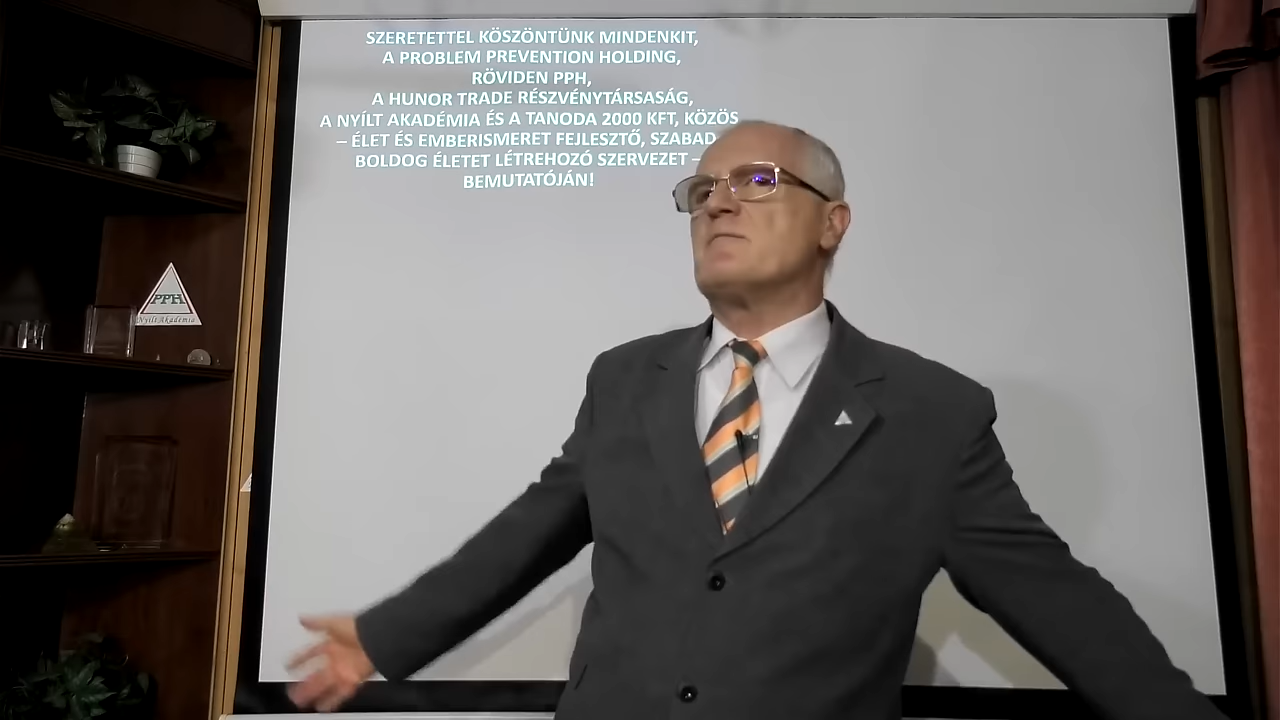 SZERETETTEL KÖSZÖNTÜNK MINDENKIT,
A PROBLEM PREVENTION HOLDING,
RÖVIDEN PPH,
A HUNOR TRADE RÉSZVÉNYTÁRSASÁG,
A NYÍLT AKADÉMIA ÉS A TANODA 2000 KFT, KÖZÖS
– ÉLET ÉS EMBERISMERET FEJLESZTŐ, SZABAD
BOLDOG ÉLETET LÉTREHOZÓ SZERVEZET –
BEMUTATÓJÁN!
PPH
Nyílt Akadémia